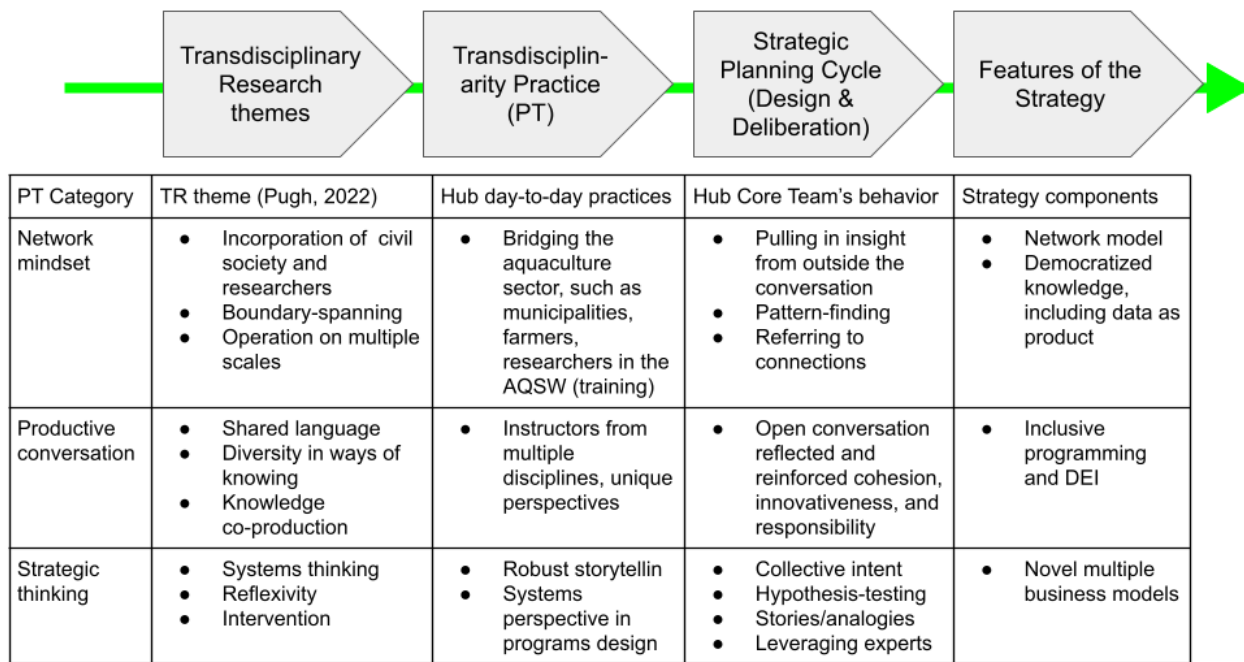 Transdisciplinary
Research
themes
Transdisciplin-
arity Practice
(PT)
Strategic
Planning Cycle
(Design &
Deliberation)
Features of the
Strategy
PT Category
TR theme (Pugh, 2022)
Hub day-to-day practices
Hub Core Team's behavior
Strategy components
Network
mindset
● Incorporation of civil
society and
researchers
● Boundary-spanning
● Operation on multiple
scales
● Bridging the
aquaculture
sector, such as
municipalities,
farmers,
researchers in the
AQSW (training)
● Pulling in insight
from outside the
conversation
● Pattern-finding
● Referring to
connections
● Network model
● Democratized
knowledge,
including data as
product
Productive
conversation
● Shared language
● Diversity in ways of
knowing
● Knowledge
co-production
● Instructors from
multiple
disciplines, unique
perspectives
● Open conversation
reflected and
reinforced cohesion,
innovativeness, and
responsibility
● Inclusive
programming
and DEI
Strategic
thinking
● Systems thinking
● Reflexivity
● Intervention
● Robust storytellin
● Systems
perspective in
programs design
● Collective intent
● Hypothesis-testing
● Stories/analogies
● Leveraging experts
● Novel multiple
business models